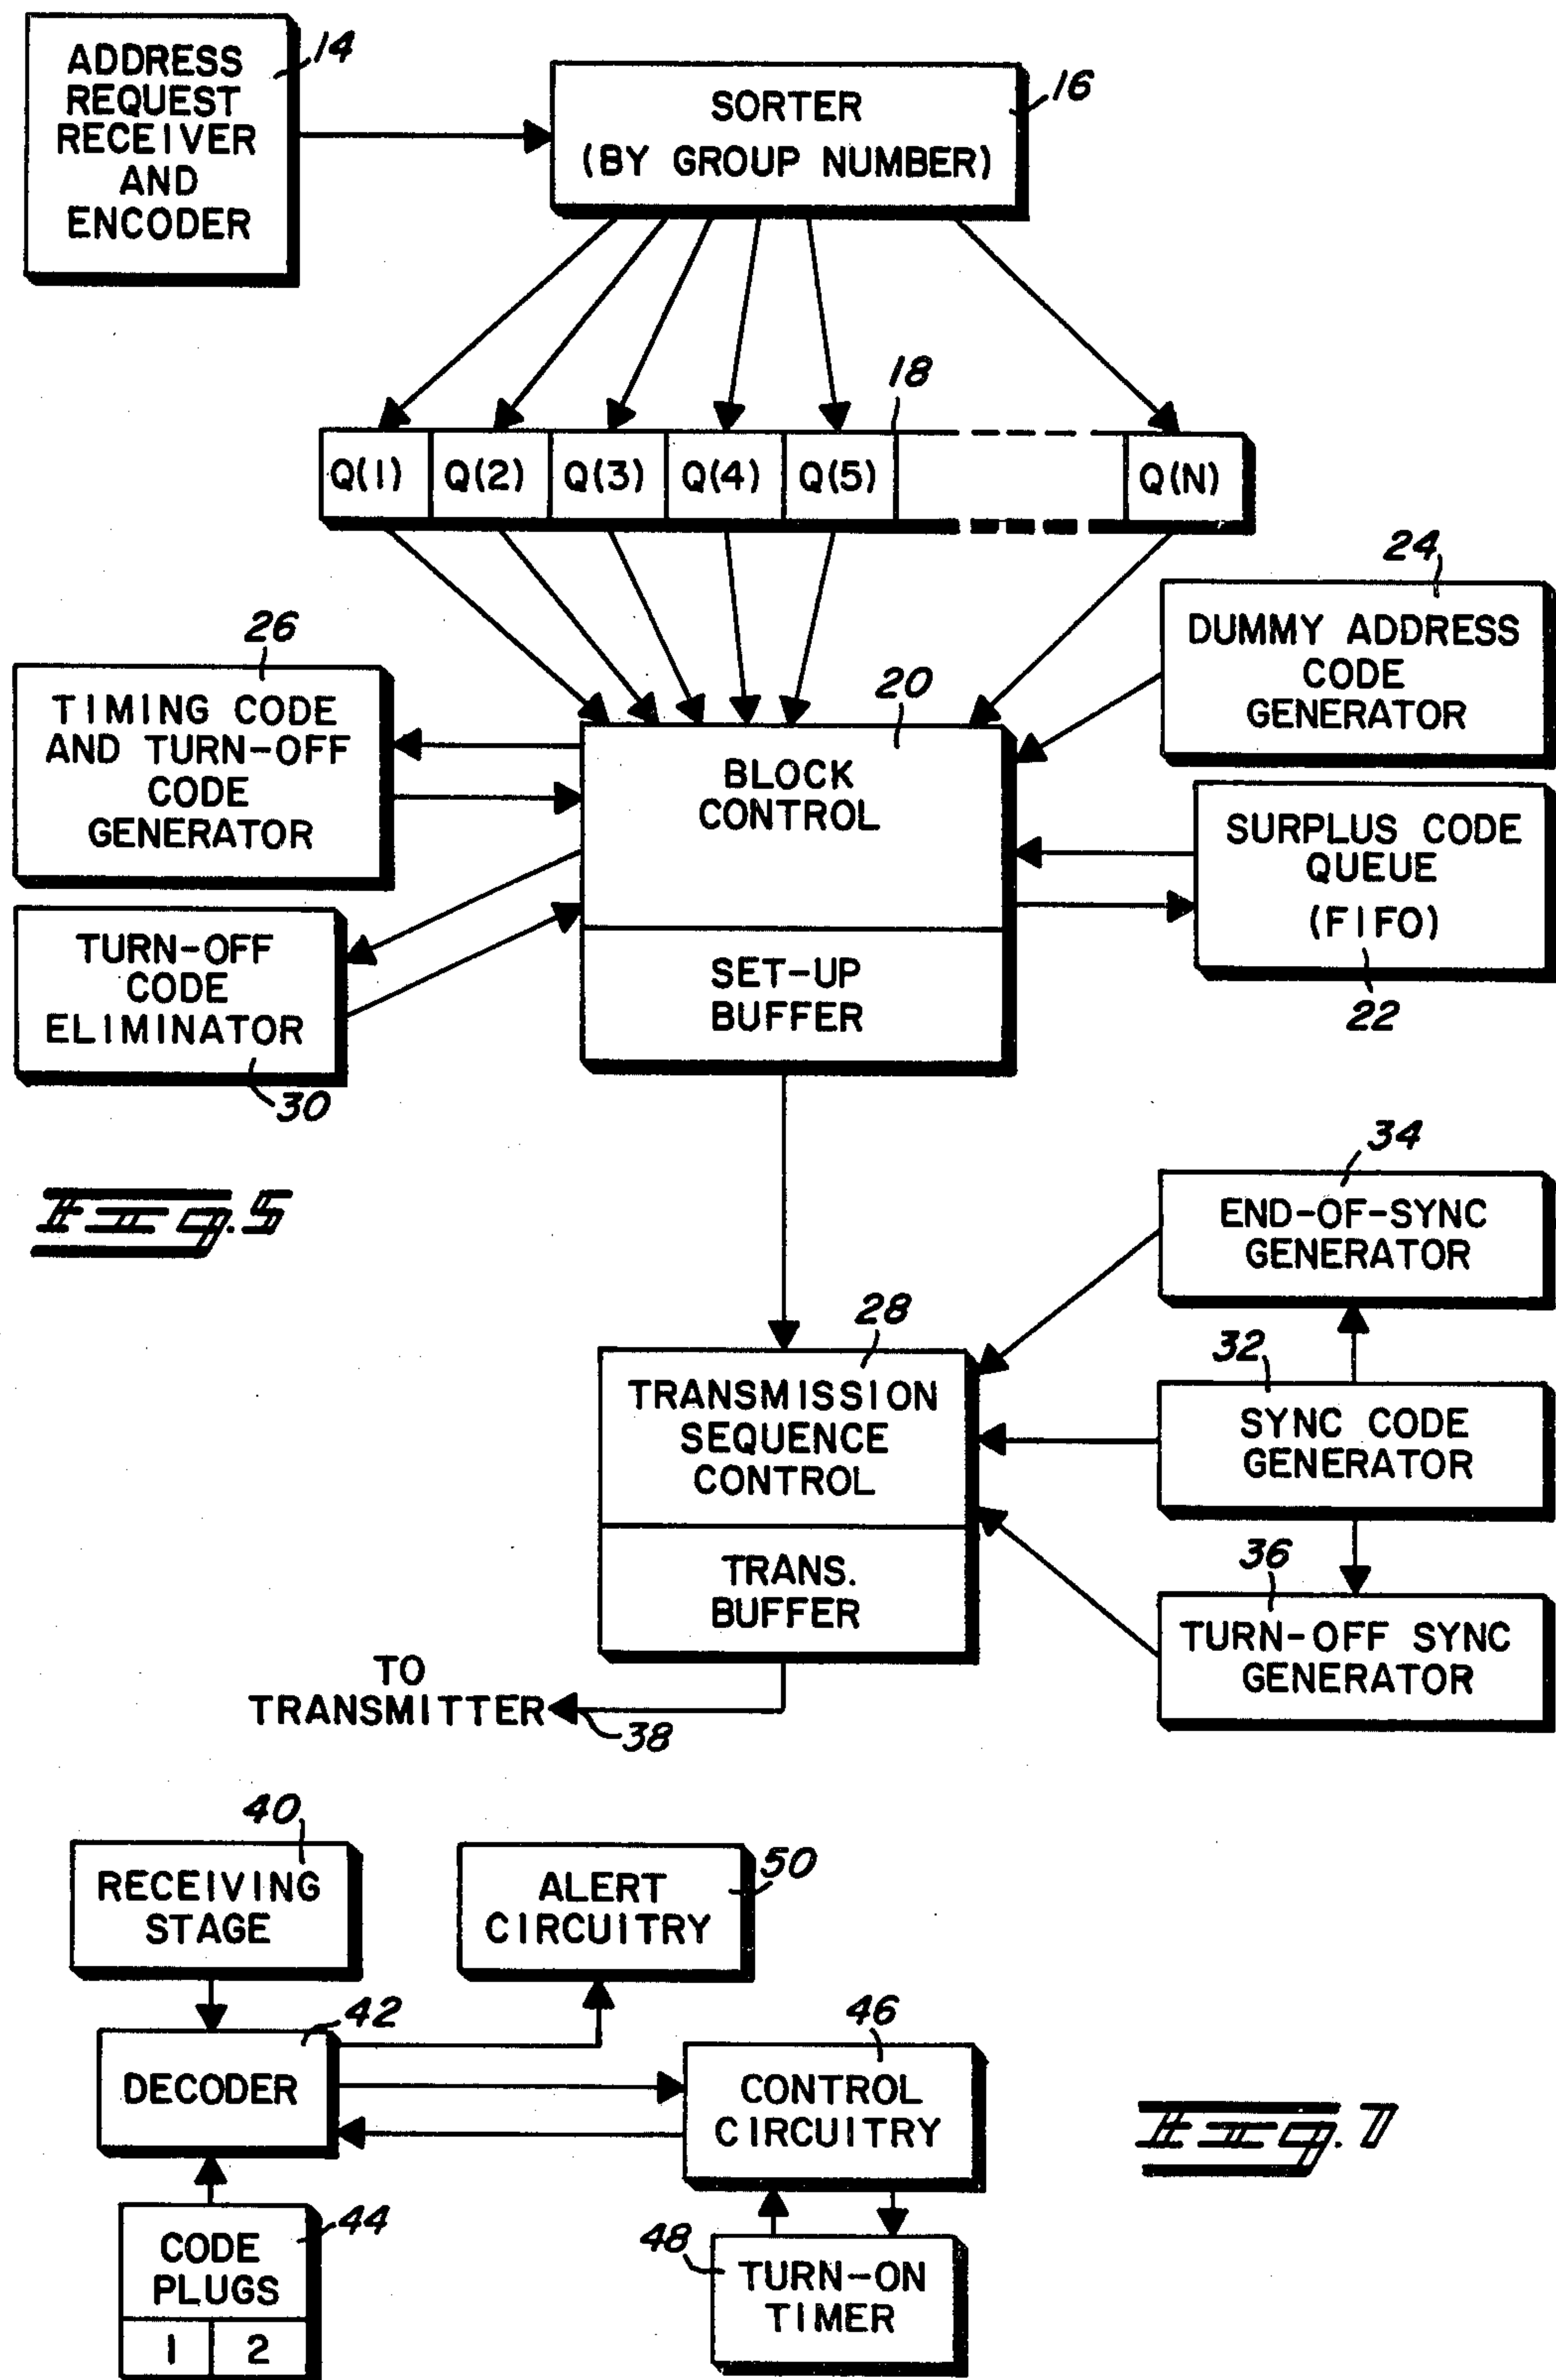 ADDRESS
REQUEST
RECEIVER
AND
ENCODER
14
SORTER
(BY GROUP NUMBER)
16
18
Q(1) Q(2) Q(3) Q(4) Q(5) Q(N)
24
DUMMY ADDRESS
CODE
GENERATOR
26
TIMING CODE
AND TURN-OFF
CODE
GENERATOR
20
BLOCK
CONTROL
SET-UP
BUFFER
SURPLUS CODE
QUEUE
(FIFO)
22
TURN-OFF
CODE
ELIMINATOR
30
Fig. 5
34
END-OF-SYNC
GENERATOR
28
TRANSMISSION
SEQUENCE
CONTROL
TRANS.
BUFFER
32
SYNC CODE
GENERATOR
36
TURN-OFF SYNC
GENERATOR
TO
TRANSMITTER
38
40
RECEIVING
STAGE
50
ALERT
CIRCUITRY
42
DECODER
46
CONTROL
CIRCUITRY
Fig. 7
44
CODE
PLUGS
1 2
48
TURN-ON
TIMER